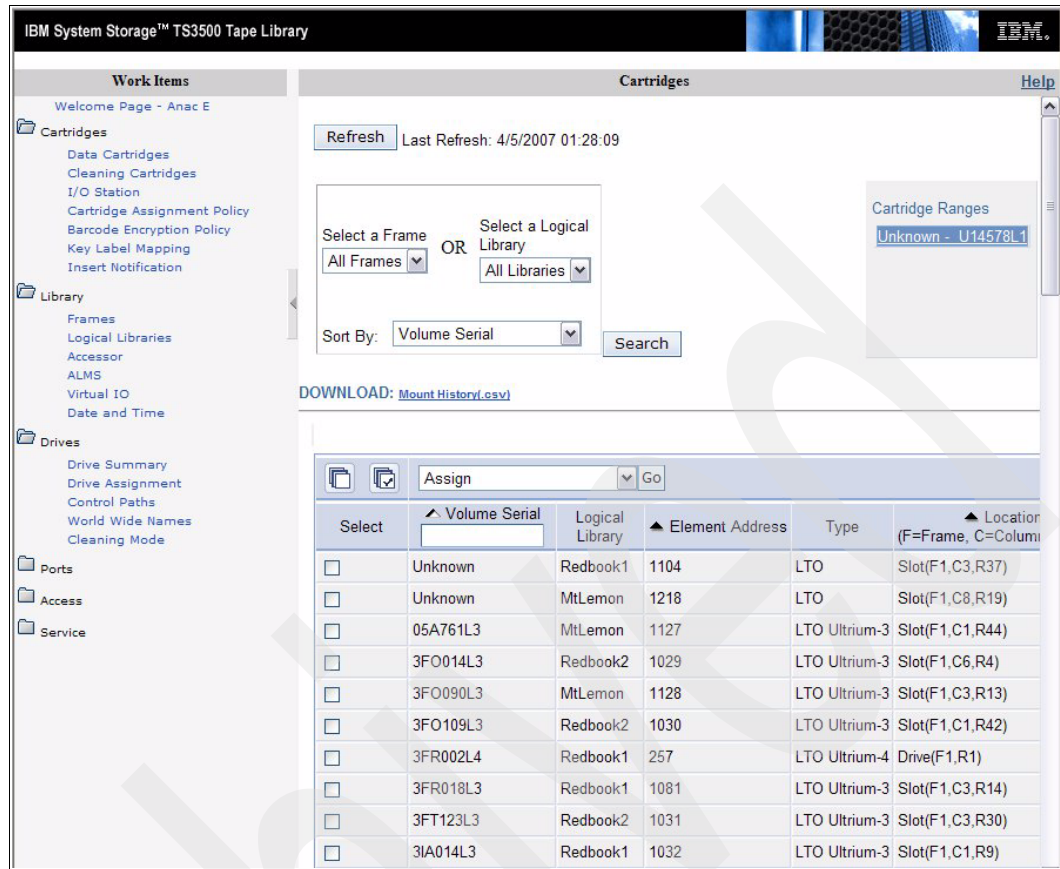 IBM System Storage™ TS3500 Tape Library
IBM.
Work Items
Welcome Page - Anac E
Cartridges
Data Cartridges
Cleaning Cartridges
I/O Station
Cartridge Assignment Policy
Barcode Encryption Policy
Key Label Mapping
Insert Notification
Library
Frames
Logical Libraries
Accessor
ALMS
Virtual IO
Date and Time
Drives
Drive Summary
Drive Assignment
Control Paths
World Wide Names
Cleaning Mode
Ports
Access
Service
Cartridges
Help
Refresh Last Refresh: 4/5/2007 01:28:09
Select a Frame
All Frames
OR
Select a Logical
Library
All Libraries
Sort By: Volume Serial
Search
Cartridge Ranges
Unknown - U14578L1
DOWNLOAD: Mount History(.csv)
Assign Go
Select Volume Serial Logical Library Element Address Type Location (F=Frame, C=Colum
Unknown Redbook1 1104 LTO Slot(F1,C3,R37)
Unknown MtLemon 1218 LTO Slot(F1,C8,R19)
05A761L3 MtLemon 1127 LTO Ultrium-3 Slot(F1,C1,R44)
3FO014L3 Redbook2 1029 LTO Ultrium-3 Slot(F1,C6,R4)
3FO090L3 MtLemon 1128 LTO Ultrium-3 Slot(F1,C3,R13)
3FO109L3 Redbook2 1030 LTO Ultrium-3 Slot(F1,C1,R42)
3FR002L4 Redbook1 257 LTO Ultrium-4 Drive(F1,R1)
3FR018L3 Redbook1 1081 LTO Ultrium-3 Slot(F1,C3,R14)
3FT123L3 Redbook2 1031 LTO Ultrium-3 Slot(F1,C3,R30)
3IA014L3 Redbook1 1032 LTO Ultrium-3 Slot(F1,C1,R9)